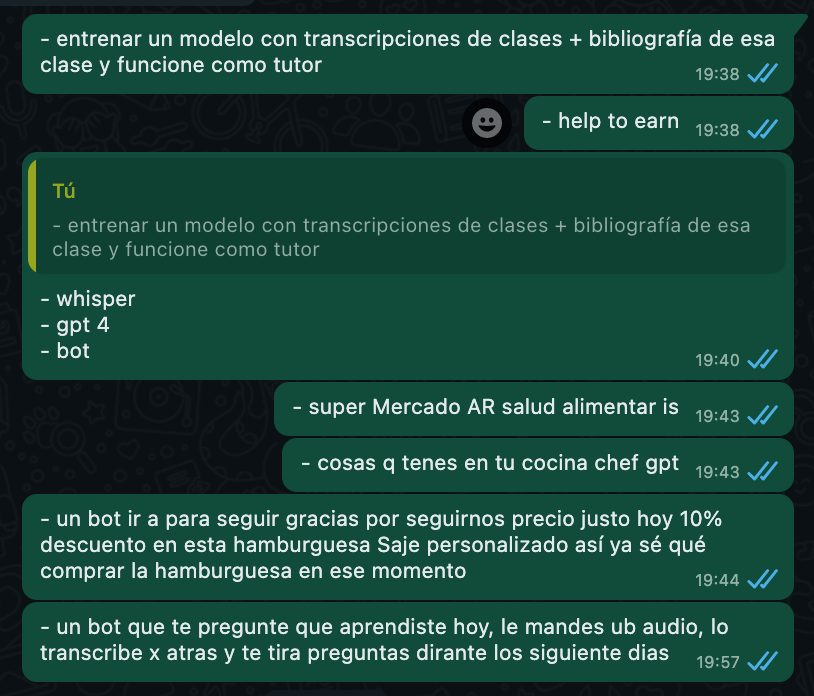 - entrenar un modelo con transcripciones de clases + bibliografía de esa
clase y funcione como tutor
19:38
- help to earn
19:38
Tú
- entrenar un modelo con transcripciones de clases + bibliografía de esa
clase y funcione como tutor
- whisper
- gpt 4
- bot
19:40
- super Mercado AR salud alimentar is
19:43
- cosas q tenes en tu cocina chef gpt
19:43
- un bot ir a para seguir gracias por seguirnos precio justo hoy 10%
descuento en esta hamburguesa Saje personalizado así ya sé qué
comprar la hamburguesa en ese momento
19:44
- un bot que te pregunte que aprendiste hoy, le mandes ub audio, lo
transcribe x atras y te tira preguntas dirante los siguiente dias
19:57